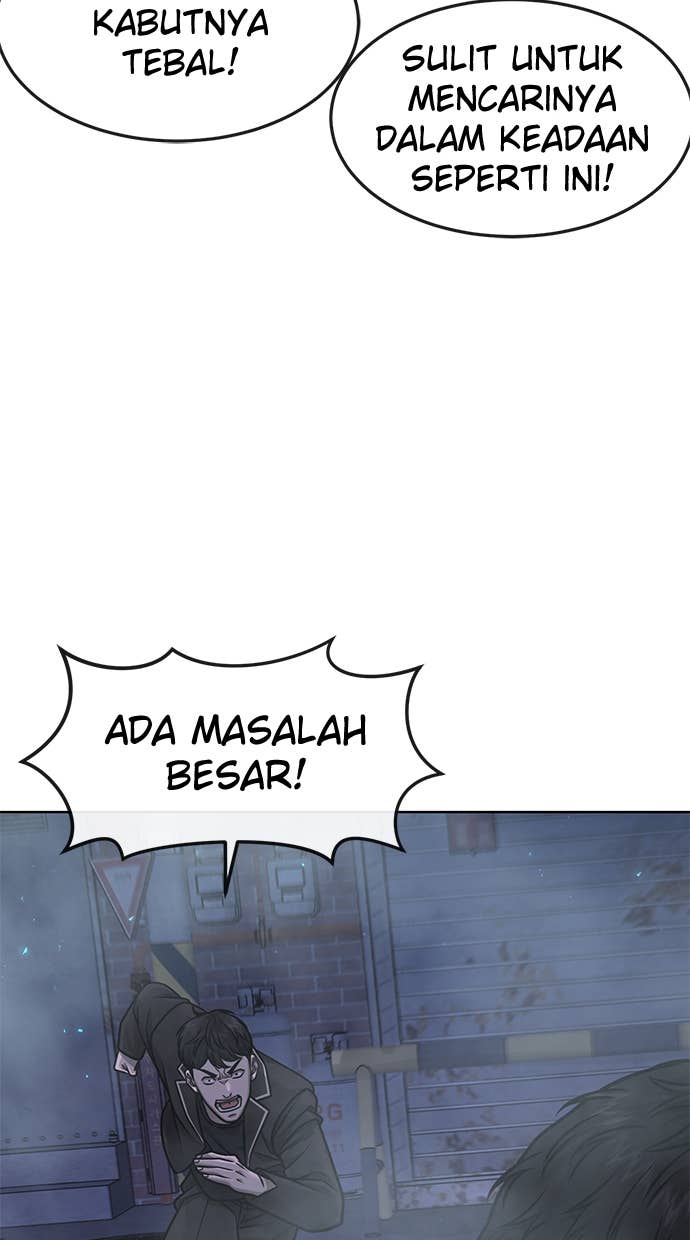 KABUTNYA
TEBAL!
SULIT UNTUK
MENCARINYA
DALAM KEADAAN
SEPERTI INI!
ADA MASALAH
BESAR!